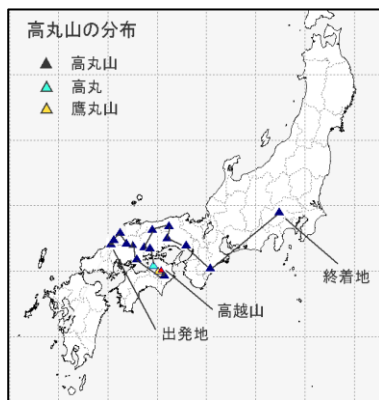 高丸山の分布
高丸山
高丸
鷹丸山
終着地
高越山
出発地